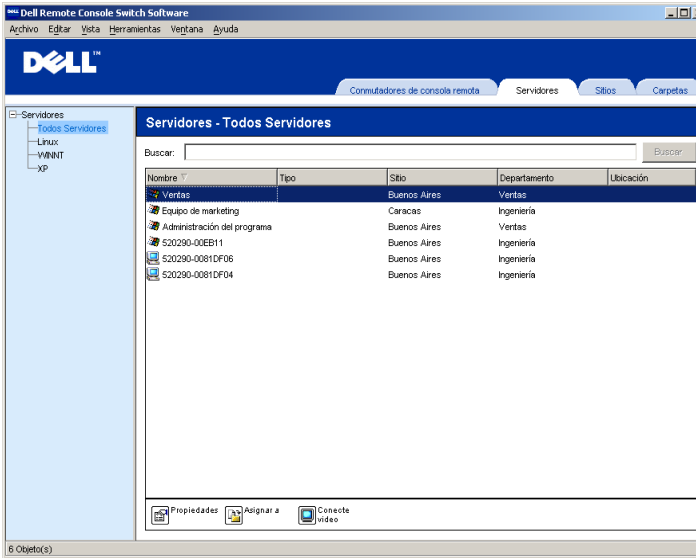 Dell Remote Console Switch Software
Archivo Editar Vista Herramientas Ventana Ayuda
DELL™
Conmutadores de consola remota Servidores Sitios Carpetas
Servidores
Todos Servidores
Linux
WINNT
XP
Servidores - Todos Servidores
Buscar: Buscar
Nombre Tipo Sitio Departamento Ubicación
Ventas Buenos Aires Ventas
Equipo de marketing Caracas Ingeniería
Administración del programa Buenos Aires Ventas
520290-00EB11 Buenos Aires Ingeniería
520290-0081DF06 Buenos Aires Ingeniería
520290-0081DF04 Buenos Aires Ingeniería
Propiedades Asignar a Conecte
video
6 Objeto(s)